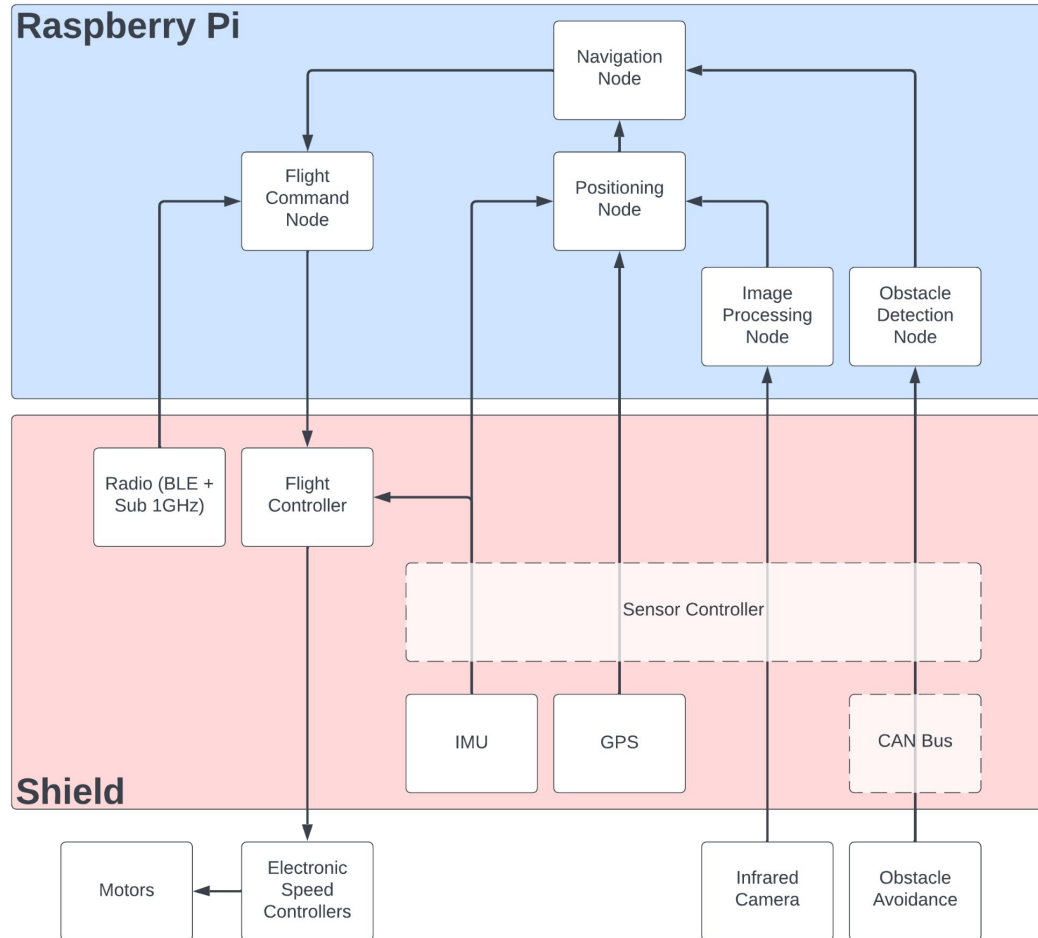 Raspberry Pi
Navigation
Node
Flight
Command
Node
Positioning
Node
Image
Processing
Node
Obstacle
Detection
Node
Radio (BLE +
Sub 1GHz)
Flight
Controller
Sensor Controller
IMU
GPS
CAN Bus
Shield
Motors
Electronic
Speed
Controllers
Infrared
Camera
Obstacle
Avoidance